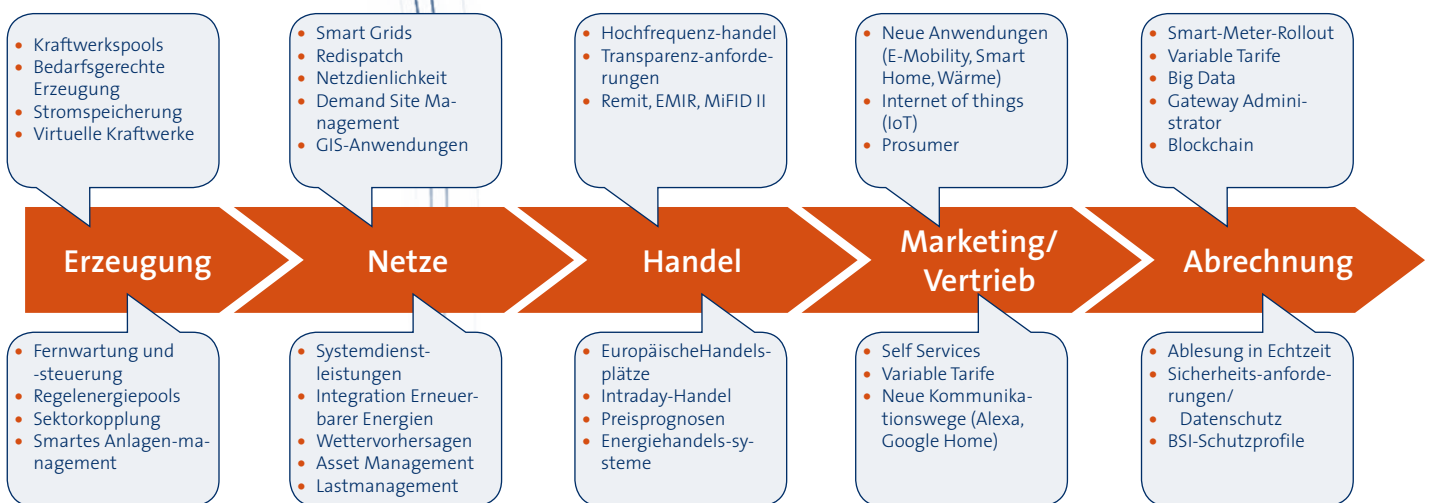 • Kraftwerkspools
• Bedarfsgerechte
Erzeugung
• Stromspeicherung
• Virtuelle Kraftwerke
• Smart Grids
• Redispatch
• Netzdienlichkeit
• Demand Site Ma-
nagement
• GIS-Anwendungen
• Hochfrequenz-handel
• Transparenz-anforde-
rungen
• Remit, EMIR, MiFID II
• Neue Anwendungen
(E-Mobility, Smart
Home, Wärme)
• Internet of things
(IoT)
• Prosumer
• Smart-Meter-Rollout
• Variable Tarife
• Big Data
• Gateway Admini-
strator
• Blockchain
Erzeugung
Netze
Handel
Marketing/
Vertrieb
Abrechnung
• Fernwartung und
-steuerung
• Regelenergiepools
• Sektorkopplung
• Smartes Anlagen-ma-
nagement
• Systemdienst-
leistungen
• Integration Erneuer-
barer Energien
• Wettervorhersagen
• Asset Management
• Lastmanagement
• EuropäischeHandels-
plätze
• Intraday-Handel
• Preisprognosen
• Energiehandels-sy-
steme
• Self Services
• Variable Tarife
• Neue Kommunika-
tionswege (Alexa,
Google Home)
• Ablesung in Echtzeit
• Sicherheits-anforde-
rungen/
• Datenschutz
• BSI-Schutzprofile